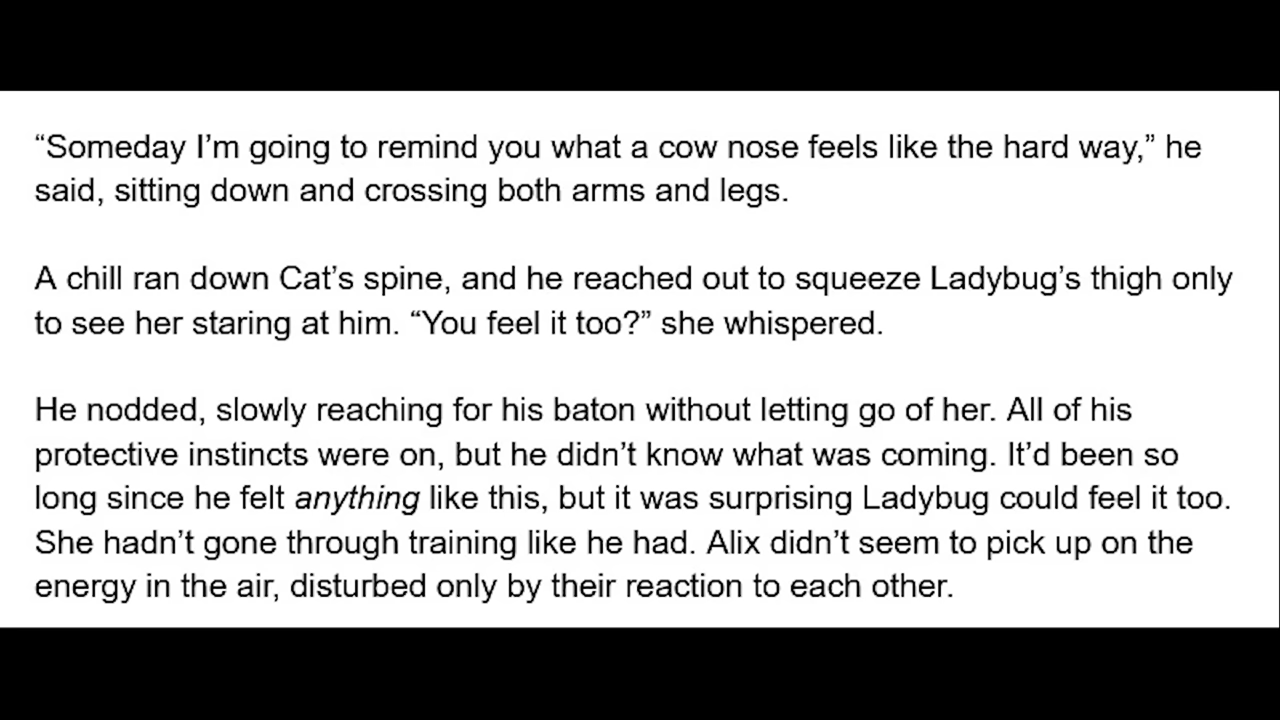 “Someday I’m going to remind you what a cow nose feels like the hard way,” he
said, sitting down and crossing both arms and legs.
A chill ran down Cat’s spine, and he reached out to squeeze Ladybug’s thigh only
to see her staring at him. “You feel it too?” she whispered.
He nodded, slowly reaching for his baton without letting go of her. All of his
protective instincts were on, but he didn’t know what was coming. It’d been so
long since he felt anything like this, but it was surprising Ladybug could feel it too.
She hadn’t gone through training like he had. Alix didn’t seem to pick up on the
energy in the air, disturbed only by their reaction to each other.